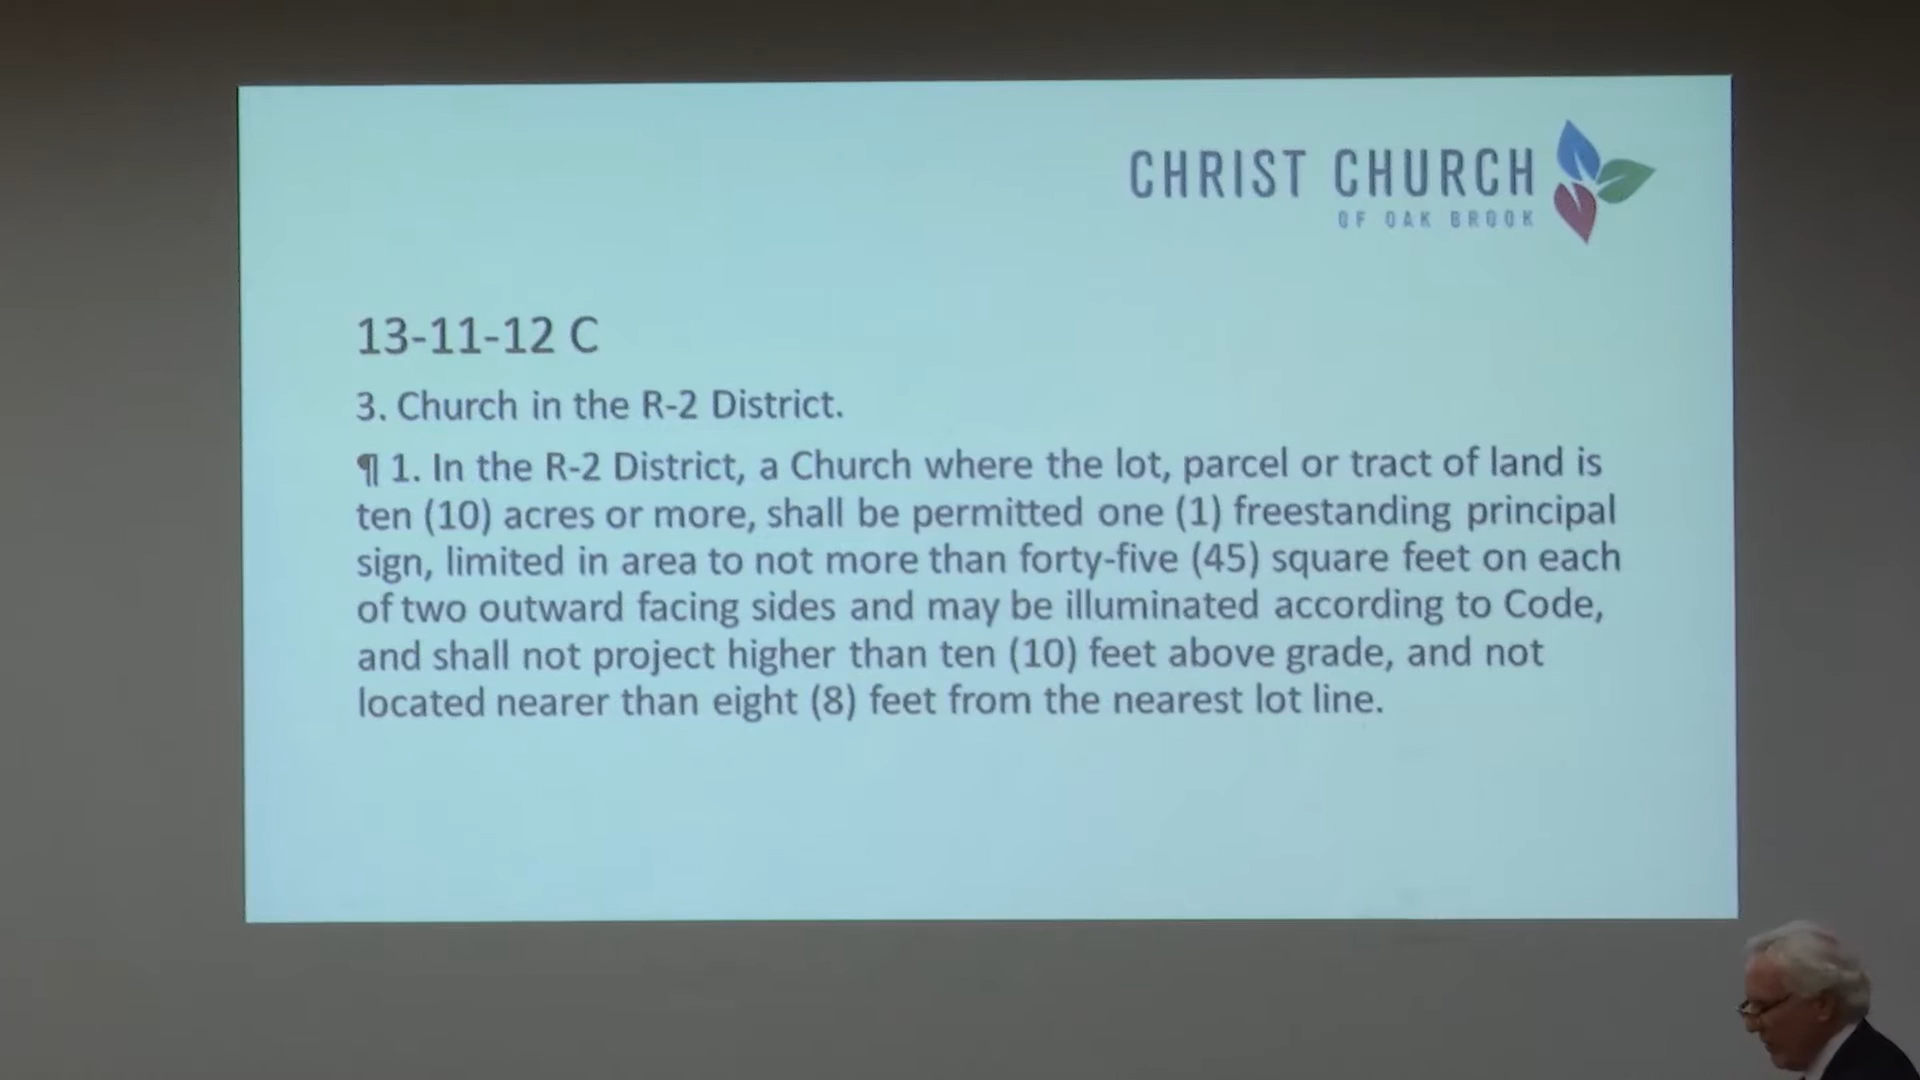 CHRIST CHURCH
OF OAK BROOK
13-11-12 C
3. Church in the R-2 District.
¶ 1. In the R-2 District, a Church where the lot, parcel or tract of land is
ten (10) acres or more, shall be permitted one (1) freestanding principal
sign, limited in area to not more than forty-five (45) square feet on each
of two outward facing sides and may be illuminated according to Code,
and shall not project higher than ten (10) feet above grade, and not
located nearer than eight (8) feet from the nearest lot line.